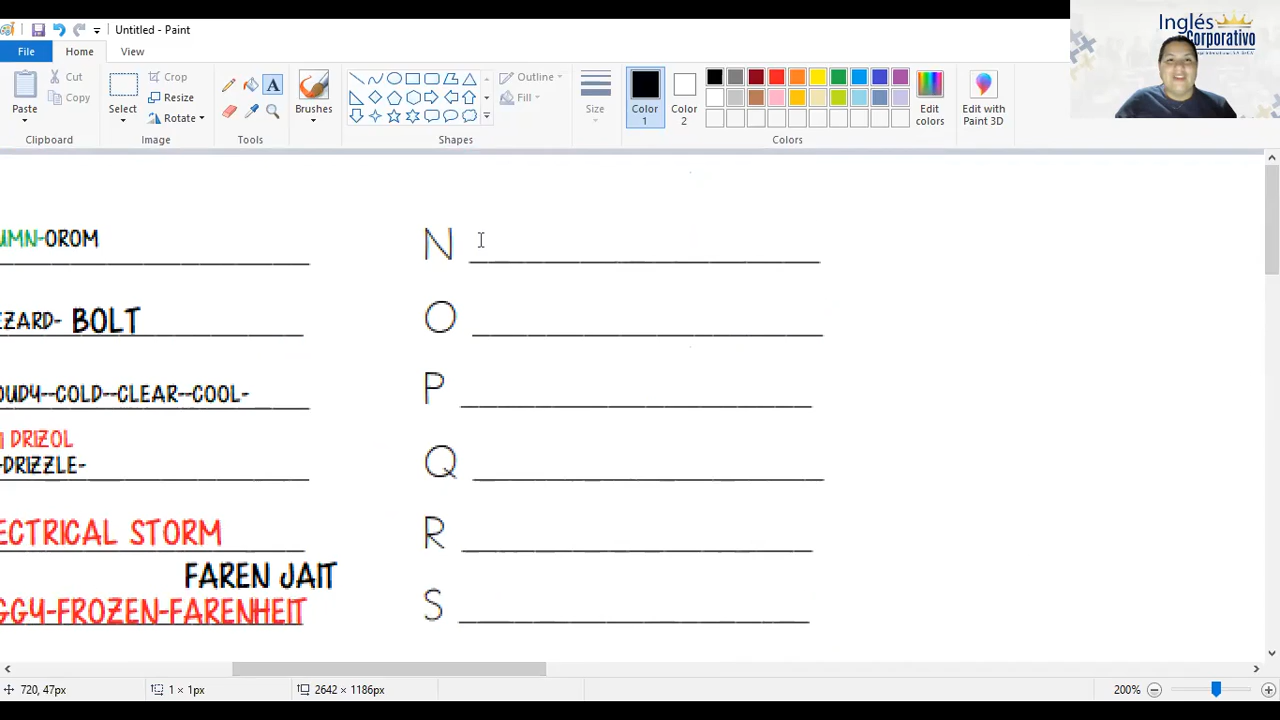 Untitled - Paint
Inglés
Corporativo
File
Home
View
Paste
Cut
Copy
Clipboard
Select
Crop
Resize
Rotate
Image
Tools
Brushes
Outline
Fill
Shapes
Size
Color
1
Color
2
Edit
colors
Colors
Edit with
Paint 3D
UMN-OROM
N
EZARD- BOLT
O
OUDY--COLD--CLEAR--COOL-
P
DRIZOL
-DRIZZLE-
Q
ECTRICAL STORM
R
FAREN JAIT
GGY-FROZEN-FARENHEIT
S
720, 47px
1 × 1px
2642 × 1186px
200%